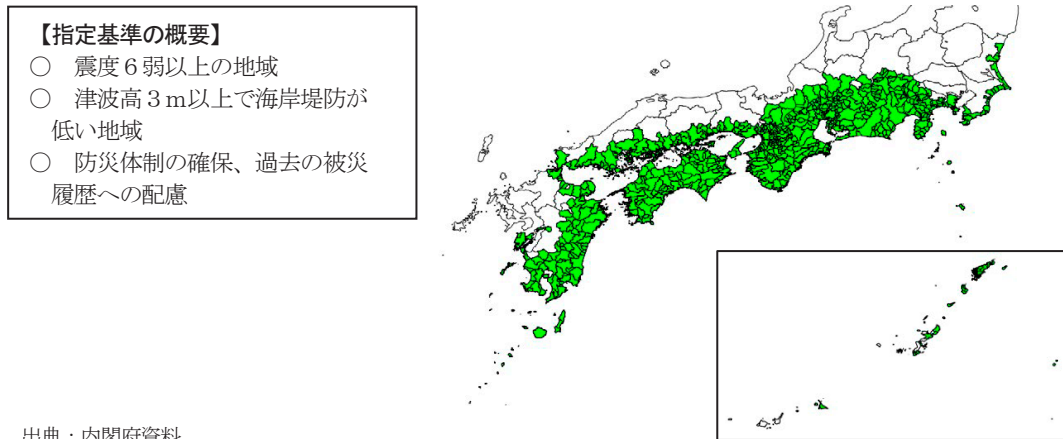 【指定基準の概要】
○ 震度６弱以上の地域
○ 津波高３ｍ以上で海岸堤防が
低い地域
○ 防災体制の確保、過去の被災
履歴への配慮
出典：内閣府資料